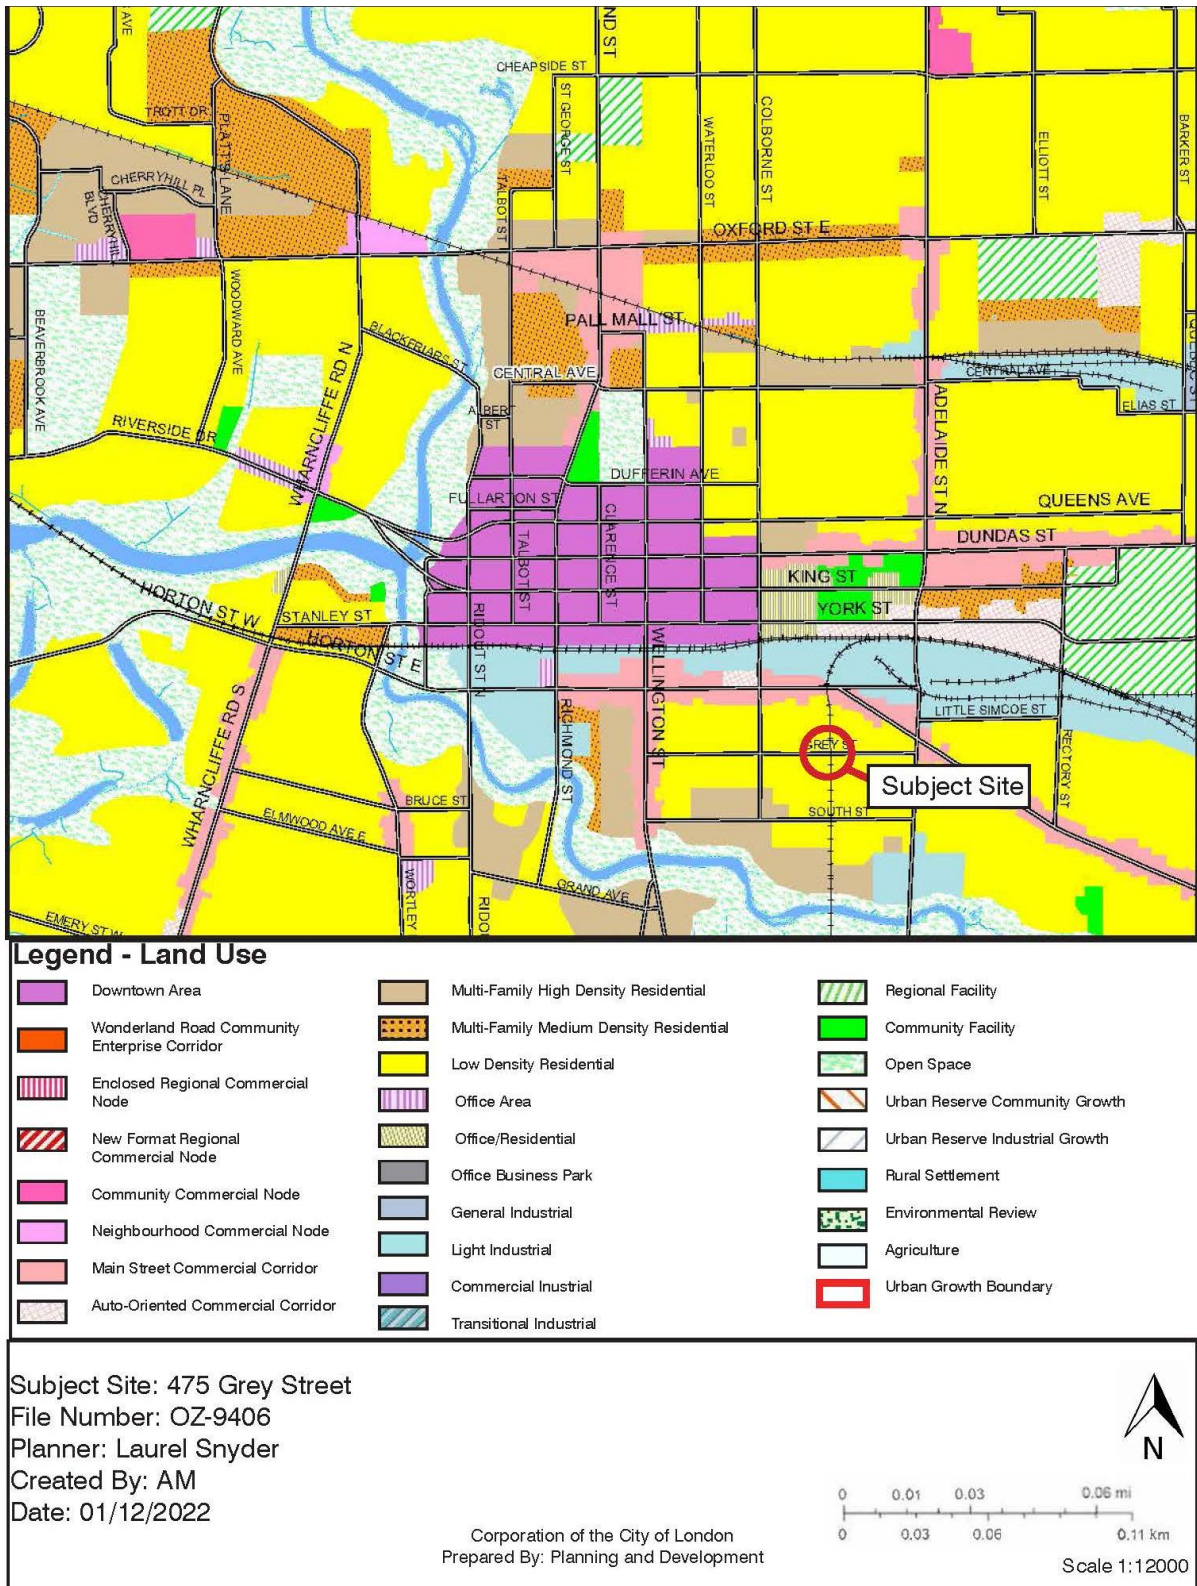 S AVE
ND ST
CHEAPSIDE ST
TROTT DR
PLATT'S LANE
ST GEORGE ST
WATERLOO ST
COLBORNE ST
ELLIOTT ST
BARKER ST
CHERRYHILL PL
CHERRYHILL
BLVD
TALBOT ST
OXFORD ST E
BEAVERBROOK AVE
WOODWARD AVE
BLACKFRIARS ST
PALL MALL ST
CENTRAL AVE
CENTRAL AVE
ELIAS ST
ALBERT
ST
RIVERSIDE DR
WHARNCLIFFE RD N
ADELAIDE ST N
DUFFERIN AVE
FULLARTON ST
CLARENCE ST
TALBOT ST
QUEENS AVE
DUNDAS ST
KING ST
YORK ST
HORTON ST W
STANLEY ST
HORTON ST E
RIDOUT ST N
WELLINGTON ST
RICHMOND ST
LITTLE SIMCOE ST
RECTORY ST
GREY ST
Subject Site
WHARNCLIFFE RD S
BRUCE ST
ELMWOOD AVE E
SOUTH ST
WORTLEY
RIDO
GRAND AVE
EMERY ST W
Legend - Land Use
Downtown Area
Wonderland Road Community
Enterprise Corridor
Enclosed Regional Commercial
Node
New Format Regional
Commercial Node
Community Commercial Node
Neighbourhood Commercial Node
Main Street Commercial Corridor
Auto-Oriented Commercial Corridor
Multi-Family High Density Residential
Multi-Family Medium Density Residential
Low Density Residential
Office Area
Office/Residential
Office Business Park
General Industrial
Light Industrial
Commercial Inustrial
Transitional Industrial
Regional Facility
Community Facility
Open Space
Urban Reserve Community Growth
Urban Reserve Industrial Growth
Rural Settlement
Environmental Review
Agriculture
Urban Growth Boundary
Subject Site: 475 Grey Street
File Number: OZ-9406
Planner: Laurel Snyder
Created By: AM
Date: 01/12/2022
Corporation of the City of London
Prepared By: Planning and Development
N
0 0.01 0.03 0.06 mi
0 0.03 0.06 0.11 km
Scale 1:12000